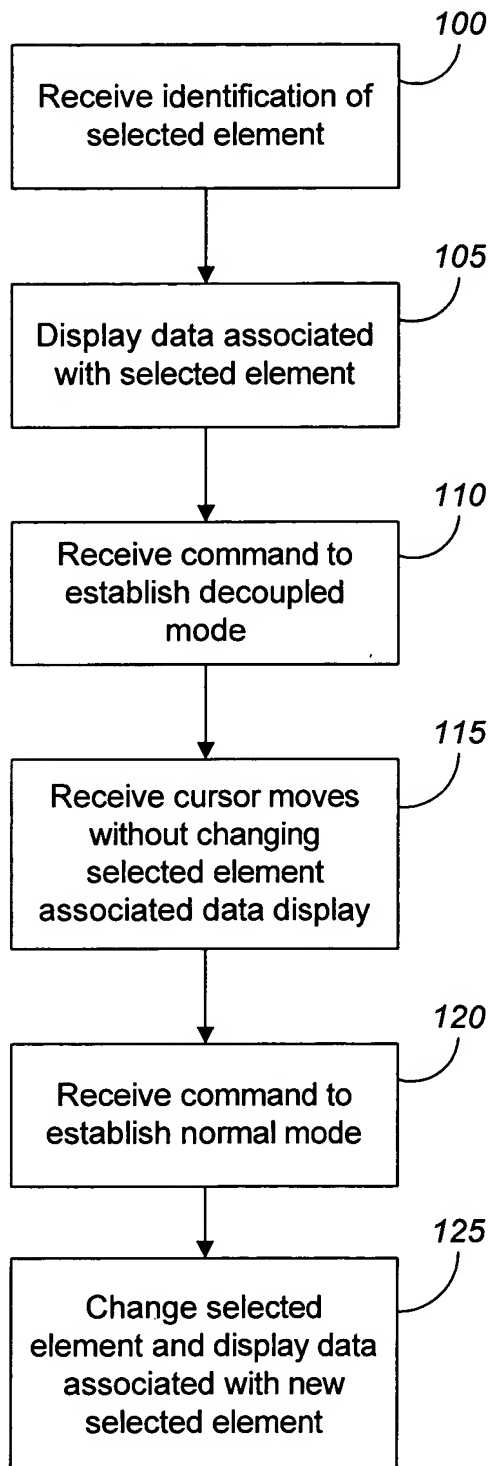 100
Receive identification of
selected element
105
Display data associated
with selected element
110
Receive command to
establish decoupled
mode
115
Receive cursor moves
without changing
selected element
associated data display
120
Receive command to
establish normal mode
125
Change selected
element and display data
associated with new
selected element